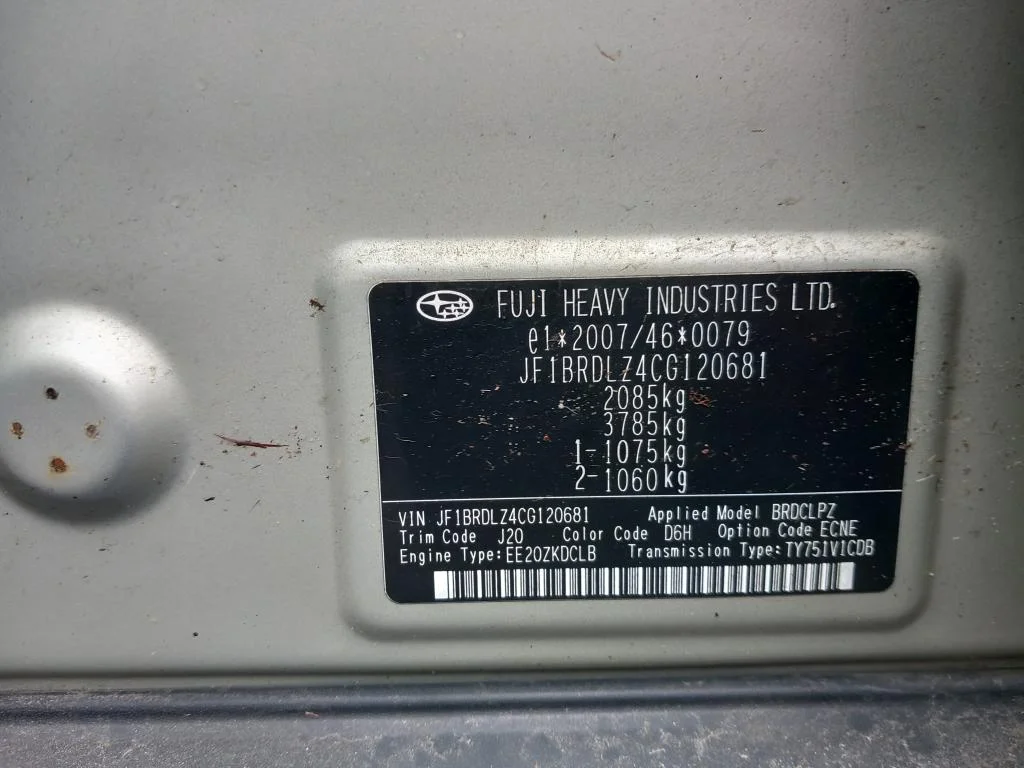 FUJI HEAVY INDUSTRIES LTD.
e1*2007/46*0079
JF1BRDLZ4CG120681
2085kg
3785kg
1-1075kg
2-1060kg
VIN JF1BRDLZ4CG120681 Applied Model BRDCLPZ
Trim Code J20 Color Code D6H Option Code ECNE
Engine Type:EE20ZKDCLB Transmission Type:TY751V1CDB